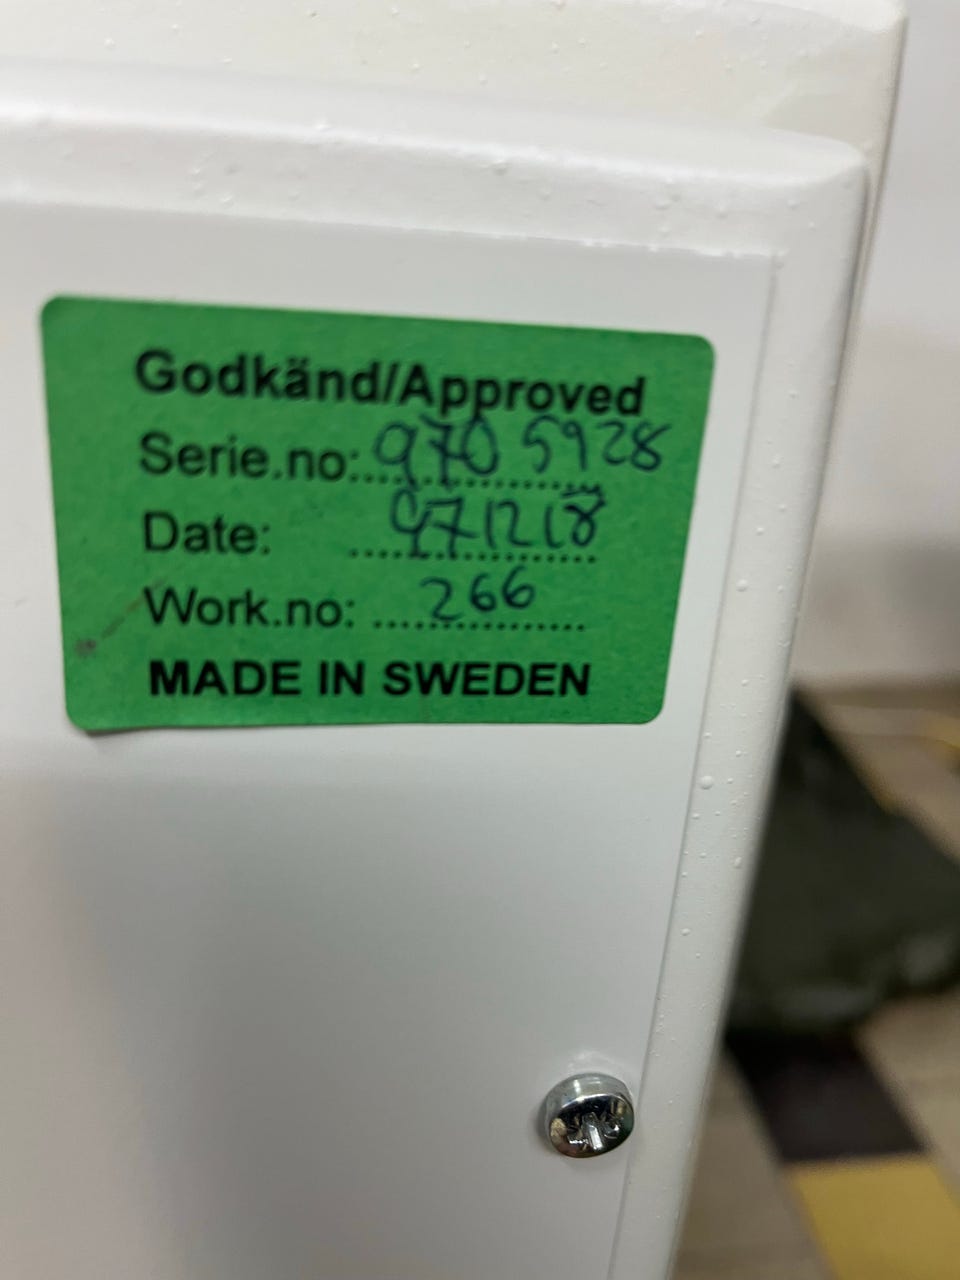 Godkänd/Approved
Serie.no: 9705928
Date: 971218
Work.no: 266
MADE IN SWEDEN